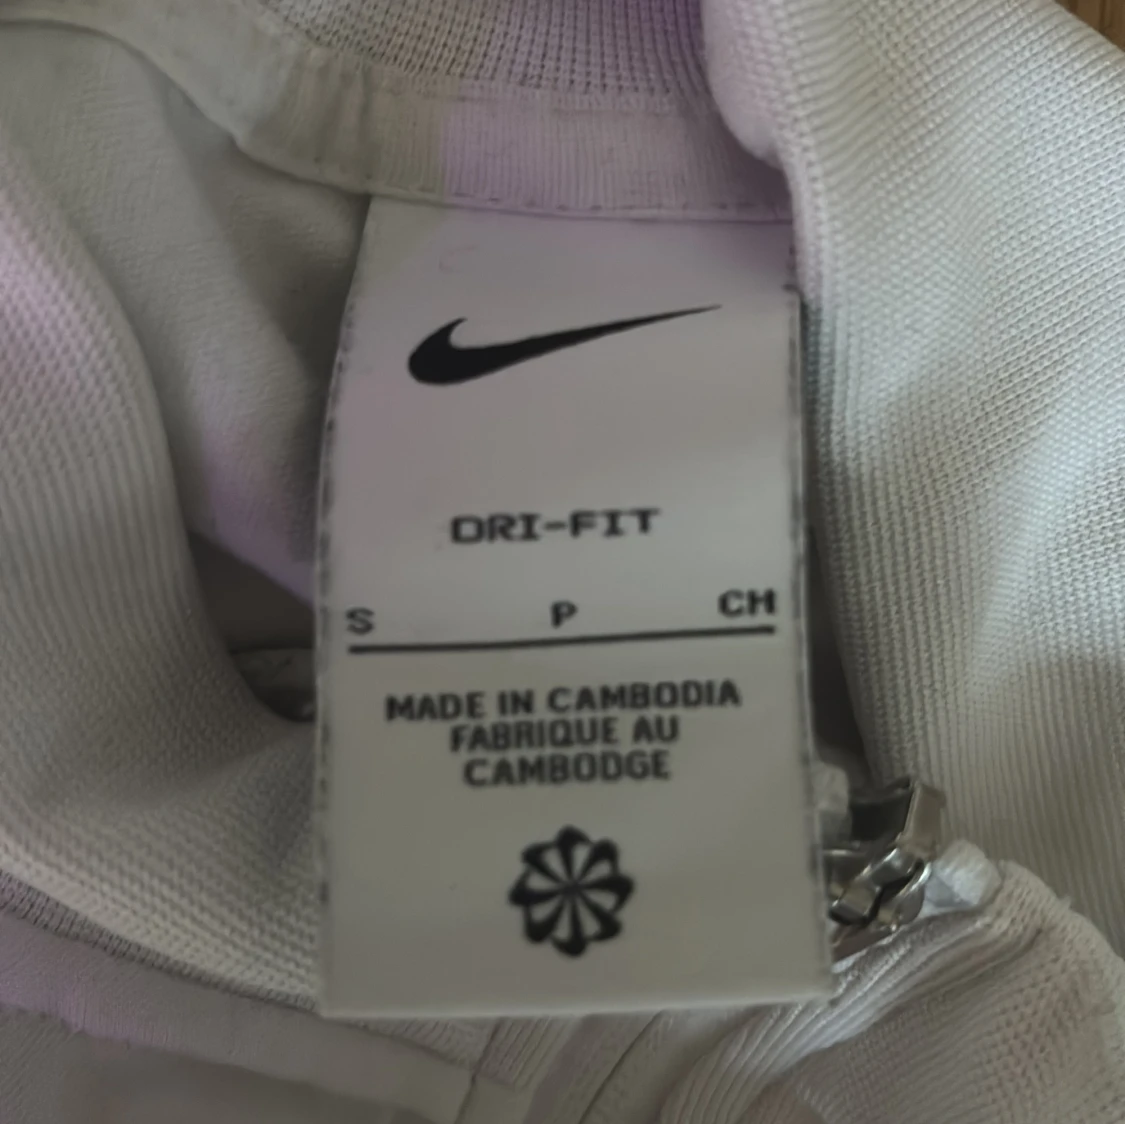 DRI-FIT
S P CH
MADE IN CAMBODIA
FABRIQUE AU
CAMBODGE